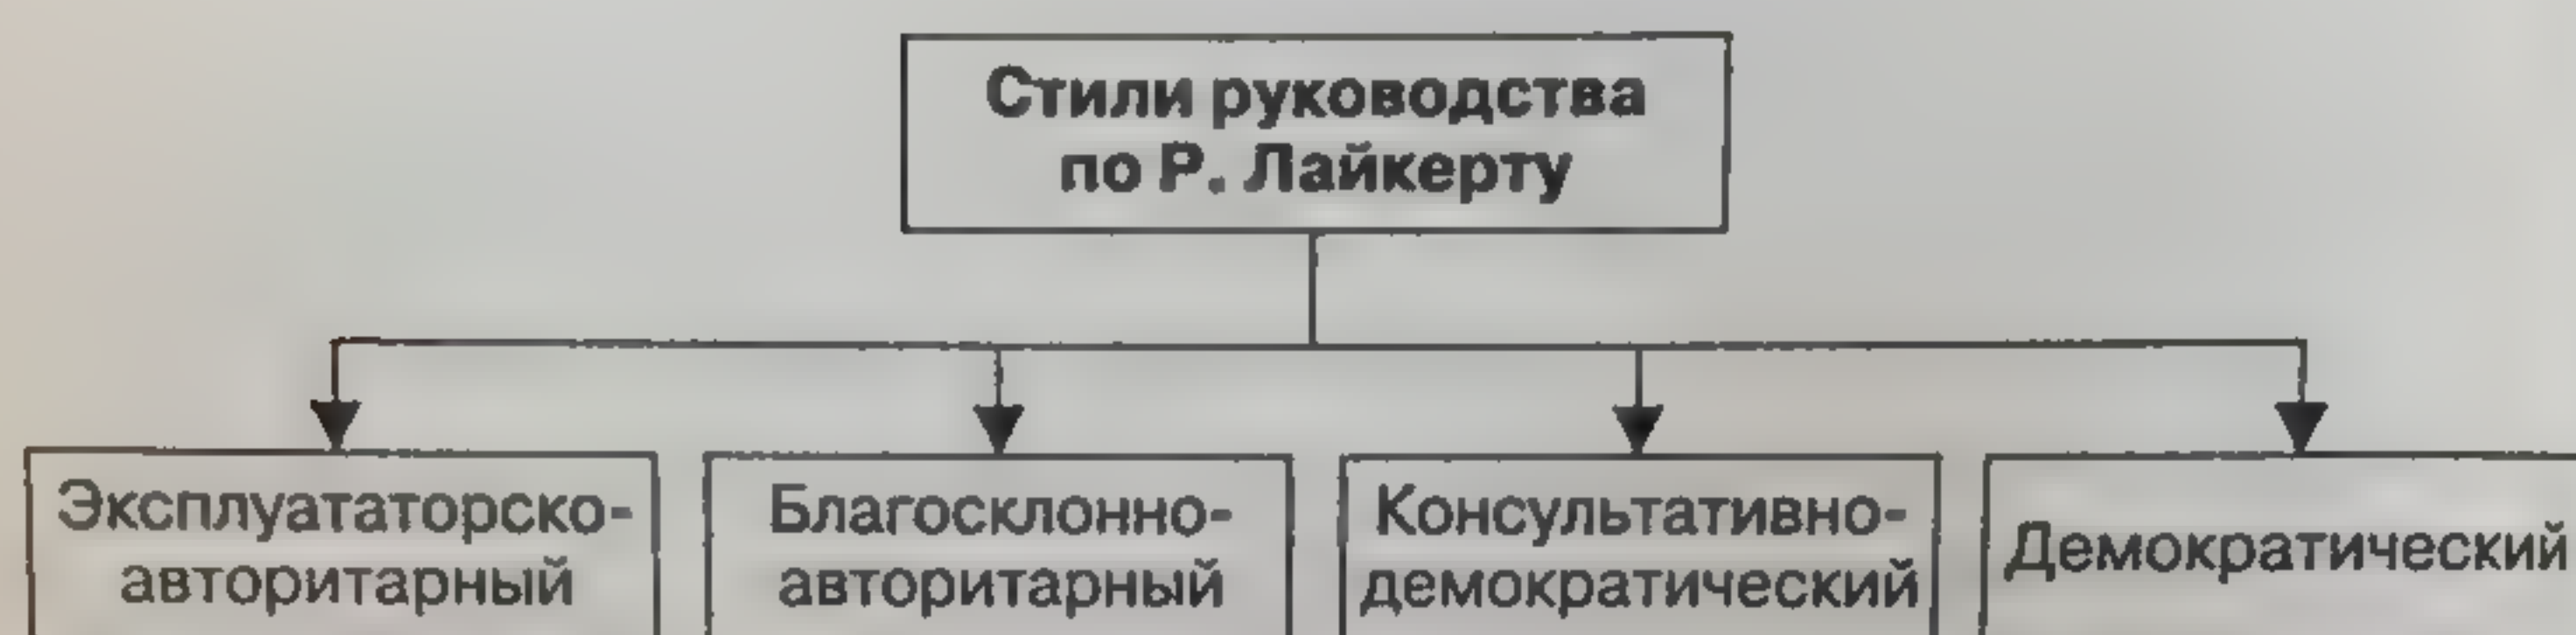 Стили руководства
по Р. Лайкерту
Эксплуататорско-
авторитарный
Благосклонно-
авторитарный
Консультативно-
демократический
Демократический